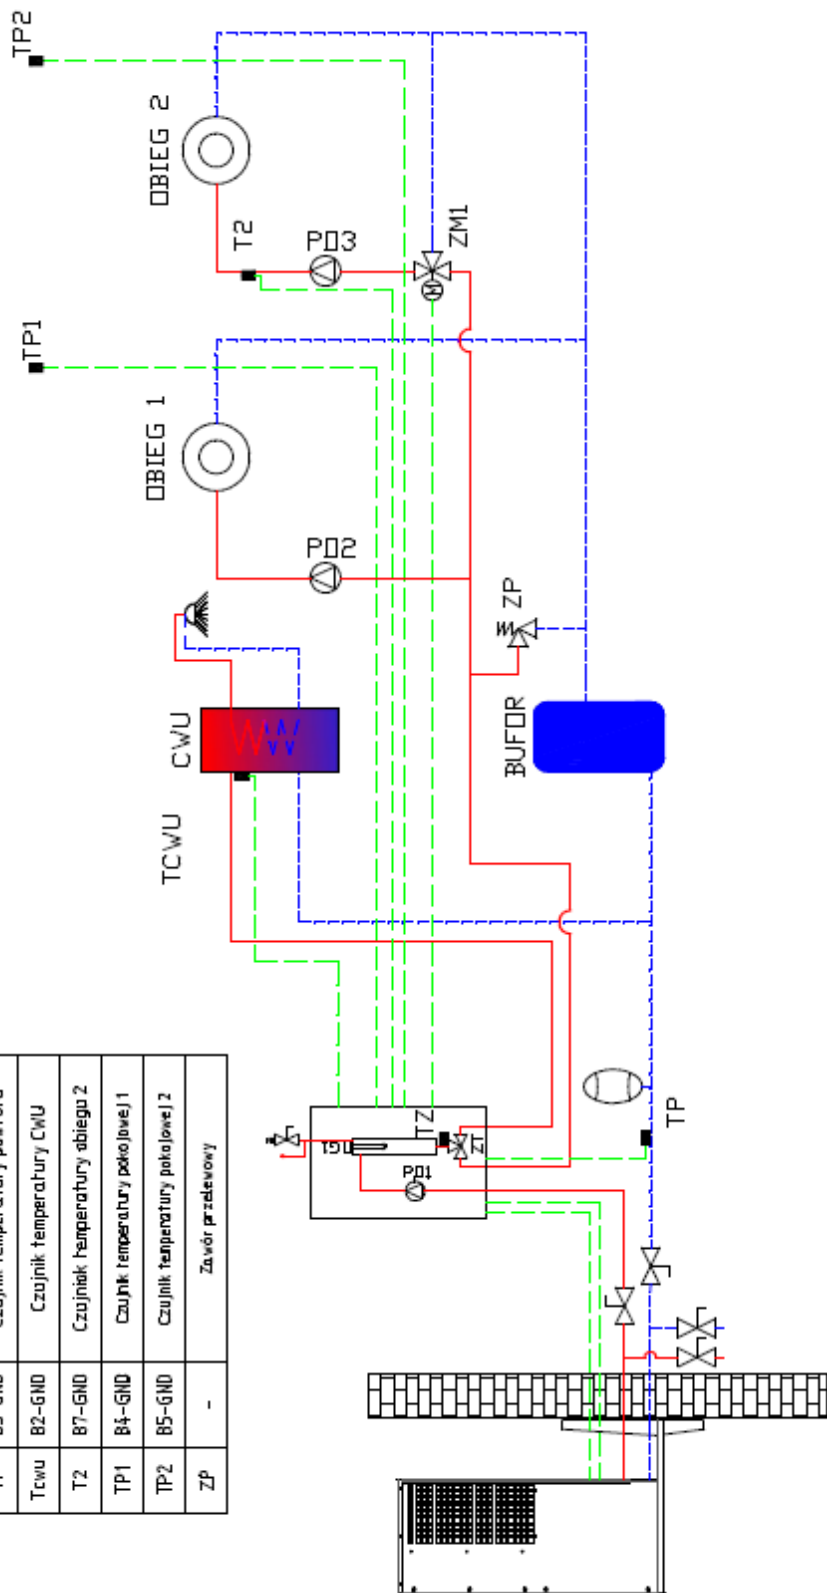 Tcwu B2-GND Czujnik temperatury CWU
T2 B7-GND Czujniok temperatury obiegu 2
TP1 B4-GND Czujnik temperatury pokojowej 1
TP2 B5-GND Czujnik temperatury pokojowej 2
ZP - Zawór przelewowy
TP1
TP2
TCWU
CWU
OBIEG 1
OBIEG 2
T2
PO2
PO3
TG1
PO1
TZ
ZT
M
ZM1
ZP
BUFOR
TP